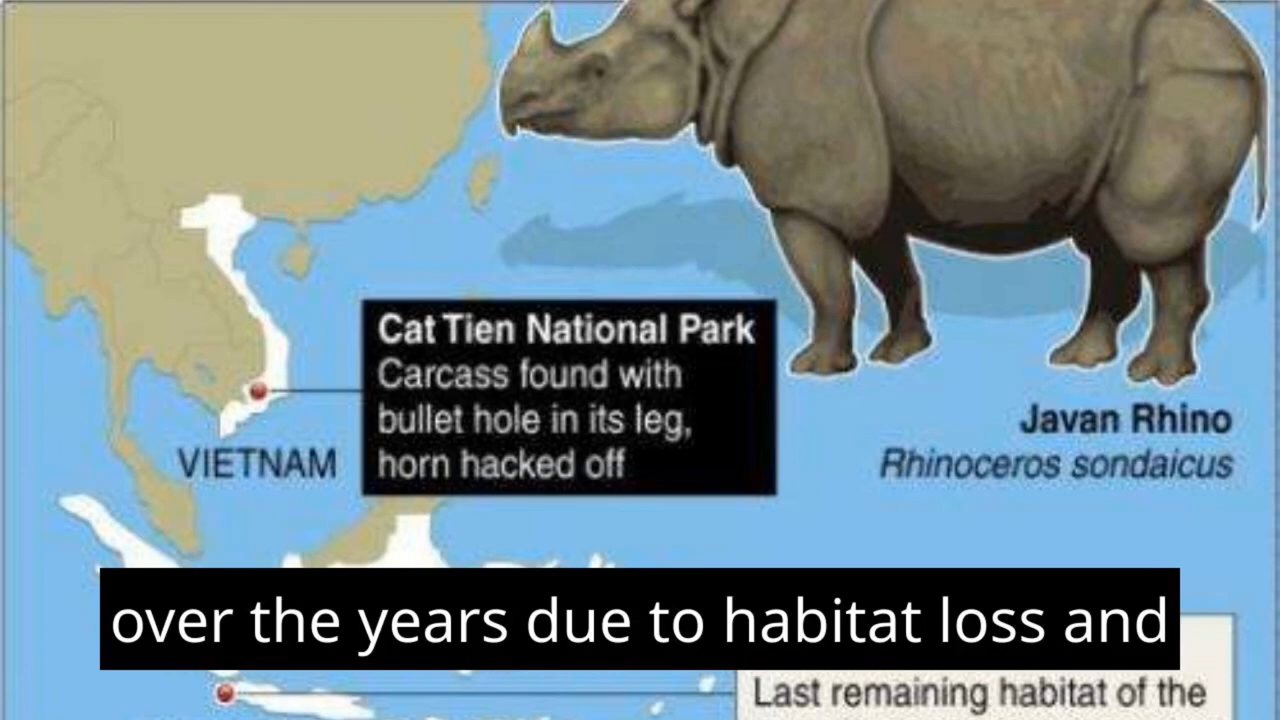 Cat Tien National Park
Carcass found with
bullet hole in its leg,
horn hacked off
VIETNAM
Javan Rhino
Rhinoceros sondaicus
over the years due to habitat loss and
Last remaining habitat of the